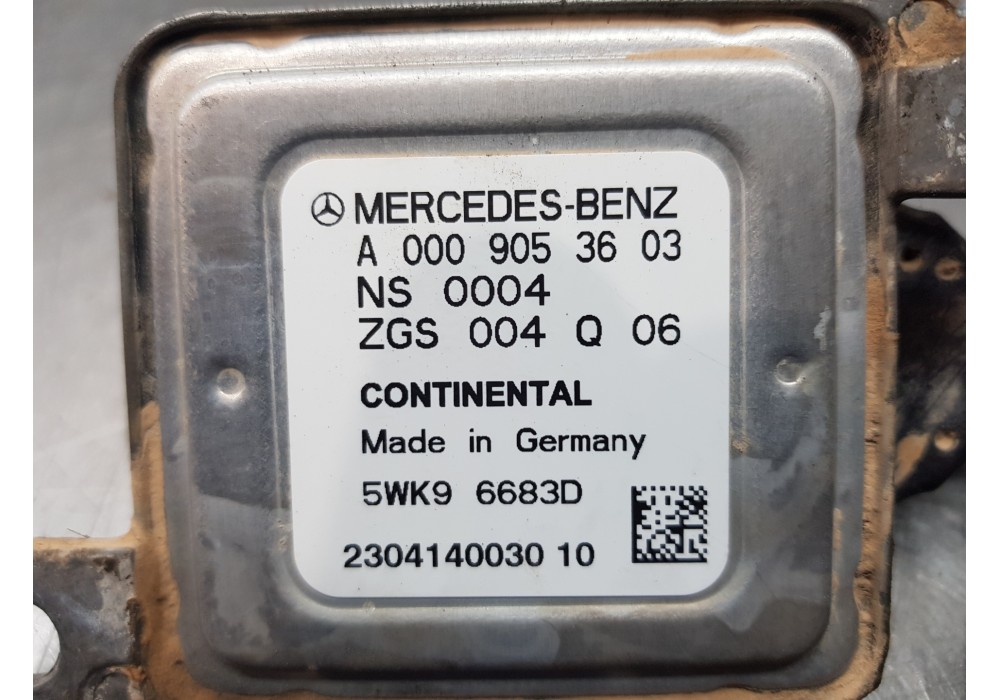 MERCEDES-BENZ
A 000 905 36 03
NS 0004
ZGS 004 Q 06
CONTINENTAL
Made in Germany
5WK9 6683D
2304140030 10